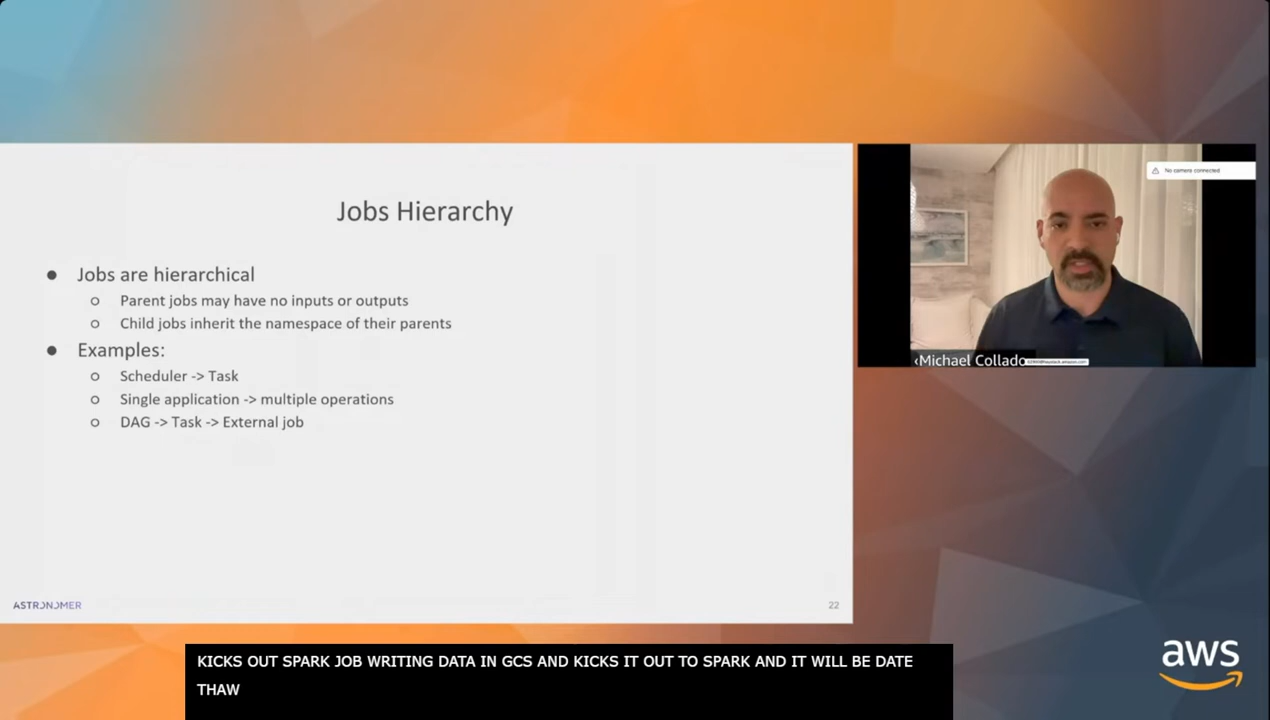 Jobs Hierarchy
● Jobs are hierarchical
○ Parent jobs may have no inputs or outputs
○ Child jobs inherit the namespace of their parents
● Examples:
○ Scheduler -> Task
○ Single application -> multiple operations
○ DAG -> Task -> External job
ASTRONOMER
22
No camera connected
‹Michael Collado
aws
KICKS OUT SPARK JOB WRITING DATA IN GCS AND KICKS IT OUT TO SPARK AND IT WILL BE DATE
THAW